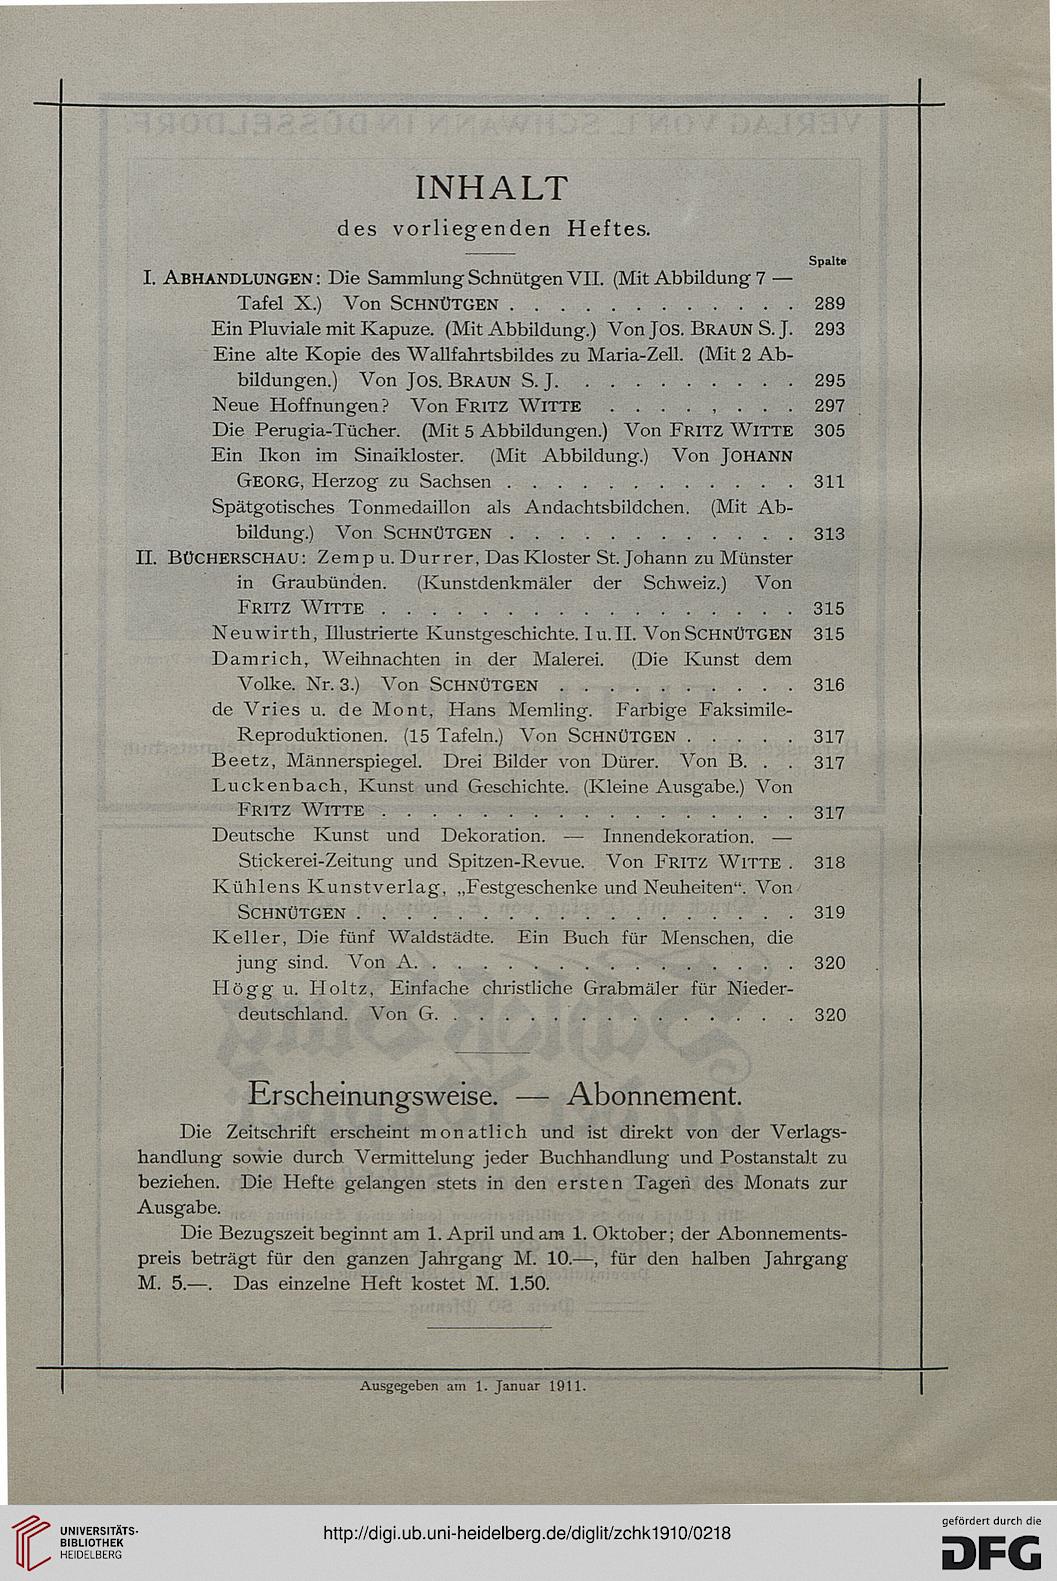 INHALT
des vorliegenden Heftes.
Spalte
I. ABHANDLUNGEN: Die Sammlung Schnütgen VII. (Mit Abbildung 7 —
Tafel X.) Von SCHNÜTGEN . . . . . . . . . . . . 289
Ein Pluviale mit Kapuze. (Mit Abbildung.) Von JOS. BRAUN S. J. 293
Eine alte Kopie des Wallfahrtsbildes zu Maria-Zell. (Mit 2 Ab-
bildungen.) Von JOS. BRAUN S. J. . . . . . . . . . . 295
Neue Hoffnungen? Von FRITZ WITTE . . . . , . . . 297
Die Perugia-Tücher. (Mit 5 Abbildungen.) Von FRITZ WITTE 305
Ein Ikon im Sinaikloster. (Mit Abbildung.) Von JOHANN
GEORG, Herzog zu Sachsen . . . . . . . . . . . . 311
Spätgotisches Tonmedaillon als Andachtsbildchen. (Mit Ab-
bildung.) Von SCHNÜTGEN . . . . . . . . . . . . 313
II. BÜCHERSCHAU: Zemp u. Durrer, Das Kloster St. Johann zu Münster
in Graubünden. (Kunstdenkmäler der Schweiz.) Von
FRITZ WITTE . . . . . . . . . . . . . . . . . 315
Neuwirth, Illustrierte Kunstgeschichte. I u. II. Von SCHNÜTGEN 315
Damrich, Weihnachten in der Malerei. (Die Kunst dem
Volke. Nr. 3.) Von SCHNÜTGEN . . . . . . . . . . 316
de Vries u. de Mont, Hans Memling. Farbige Faksimile-
Reproduktionen. (15 Tafeln.) Von SCHNÜTGEN . . . . . 317
Beetz, Männerspiegel. Drei Bilder von Dürer. Von B. . . 317
Luckenbach, Kunst und Geschichte. (Kleine Ausgabe.) Von
FRITZ WITTE . . . . . . . . . . . . . . . . . 317
Deutsche Kunst und Dekoration. — Innendekoration. —
Stickerei-Zeitung und Spitzen-Revue. Von FRITZ WITTE . 318
Kühlens Kunstverlag, „Festgeschenke und Neuheiten“. Von
SCHNÜTGEN . . . . . . . . . . . . . . . . . . 319
Keller, Die fünf Waldstädte. Ein Buch für Menschen, die
jung sind. Von A. . . . . . . . . . . . . . . . 320
Högg u. Holtz, Einfache christliche Grabmäler für Nieder-
deutschland. Von G. . . . . . . . . . . . . . . 320
Erscheinungsweise. — Abonnement.
Die Zeitschrift erscheint monatlich und ist direkt von der Verlags-
handlung sowie durch Vermittelung jeder Buchhandlung und Postanstalt zu
beziehen. Die Hefte gelangen stets in den ersten Tagen des Monats zur
Ausgabe.
Die Bezugszeit beginnt am 1. April und am 1. Oktober; der Abonnements-
preis beträgt für den ganzen Jahrgang M. 10.—, für den halben Jahrgang
M. 5.—. Das einzelne Heft kostet M. 1.50.
Ausgegeben am 1. Januar 1911.
UNIVERSITÄTS-
BIBLIOTHEK
HEIDELBERG
http://digi.ub.uni-heidelberg.de/diglit/zchk1910/0218
gefördert durch die
DFG